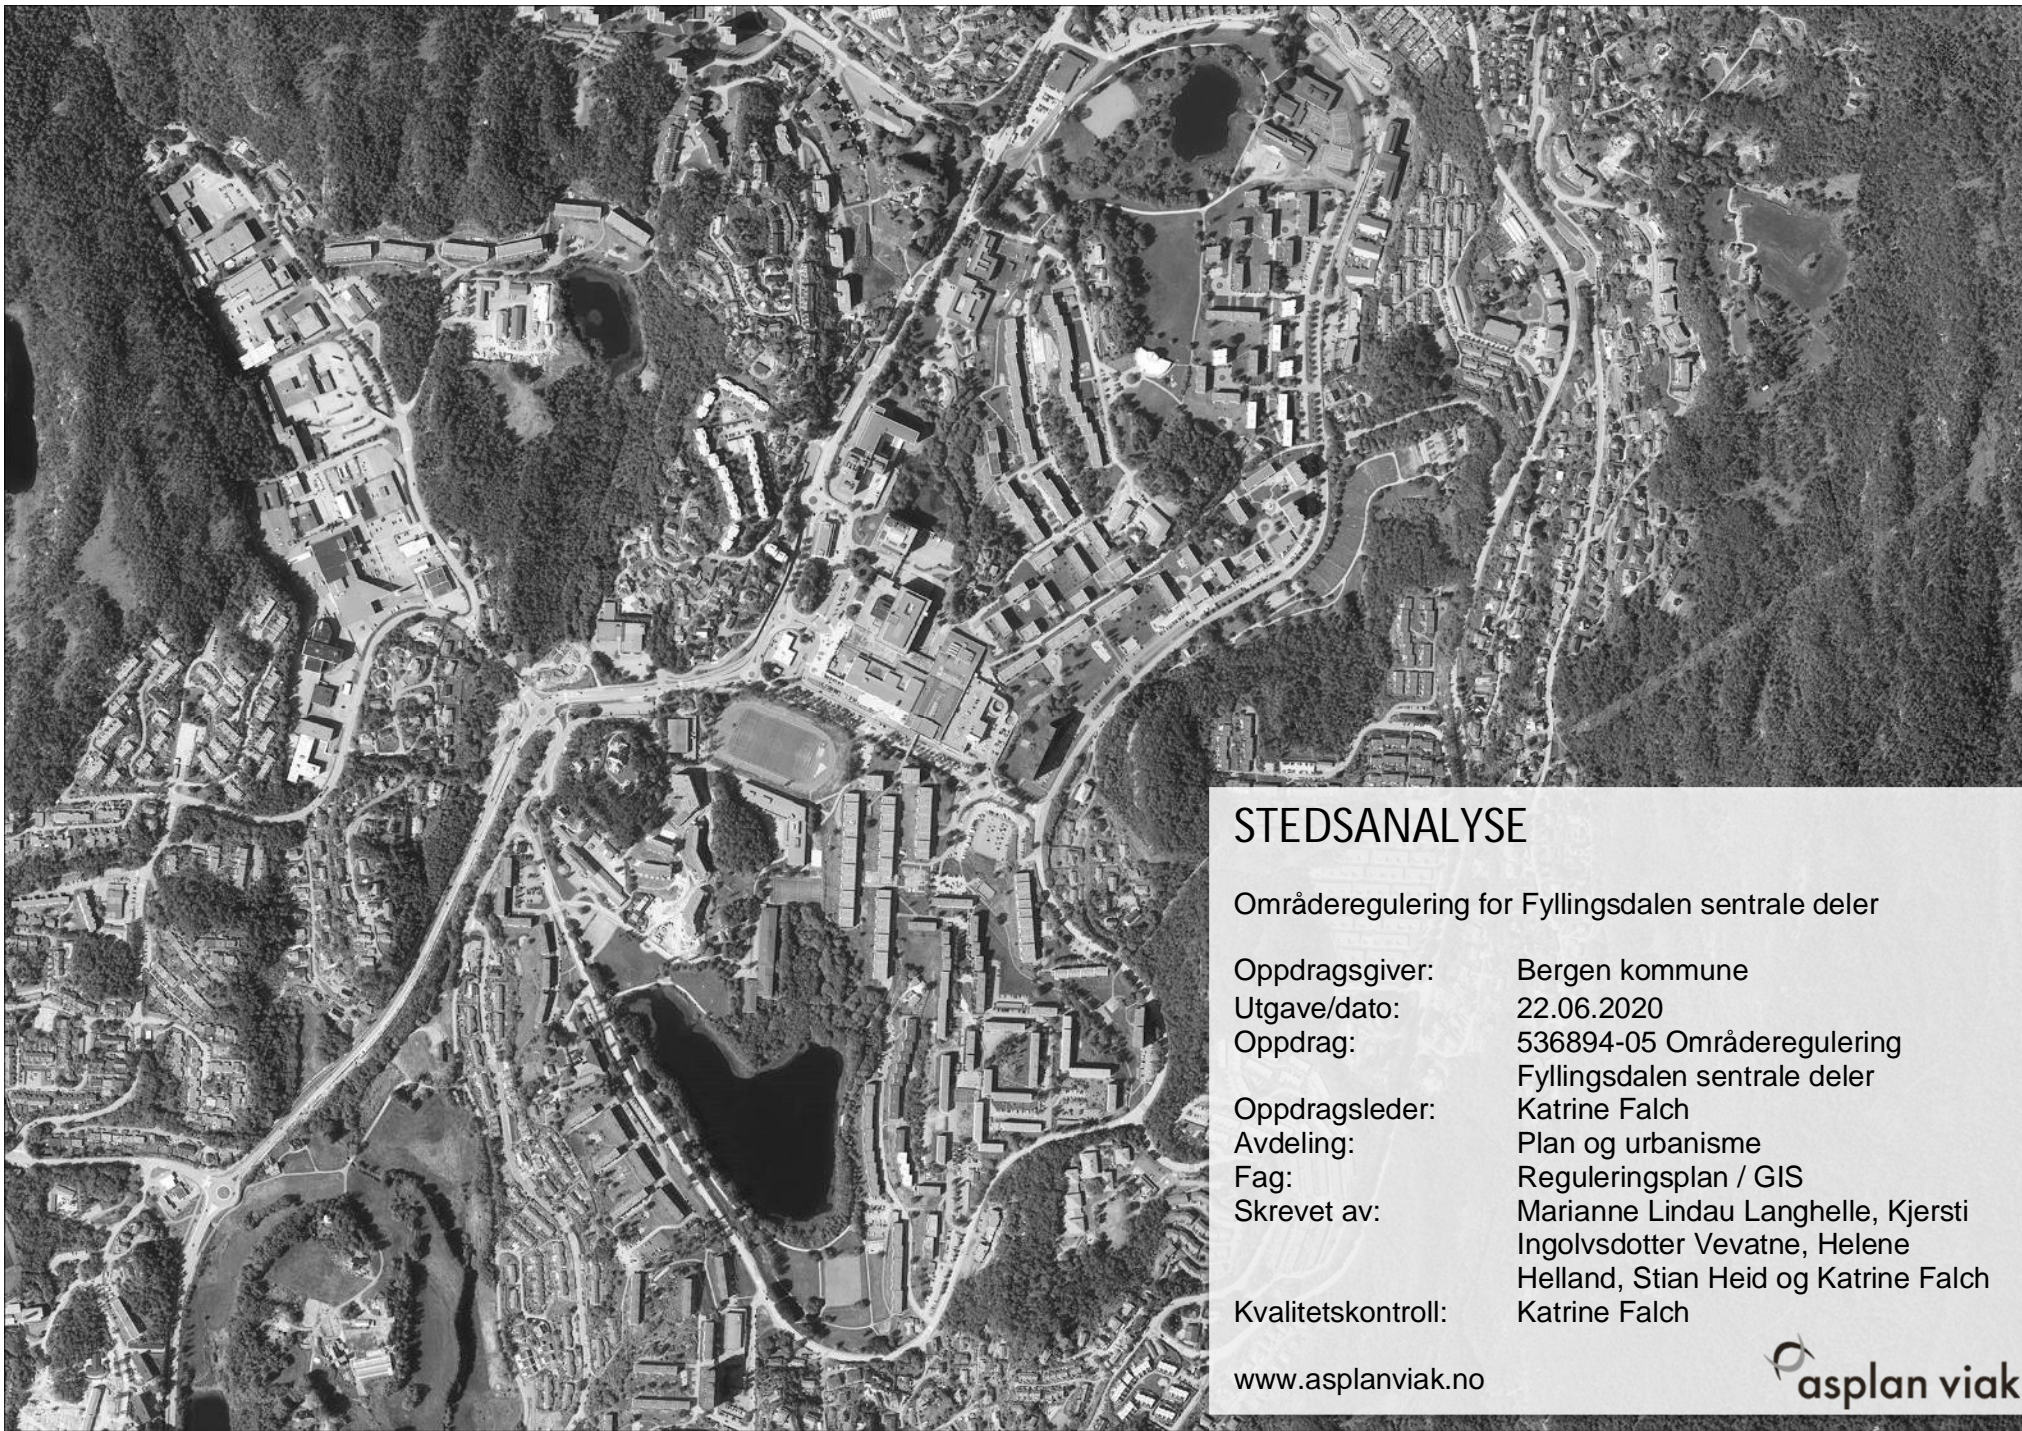 STEDSANALYSE
Områderegulering for Fyllingsdalen sentrale deler
Oppdragsgiver: Bergen kommune
Utgave/dato: 22.06.2020
Oppdrag: 536894-05 Områderegulering
Fyllingsdalen sentrale deler
Oppdragsleder: Katrine Falch
Avdeling: Plan og urbanisme
Fag: Reguleringsplan / GIS
Skrevet av: Marianne Lindau Langhelle, Kjersti
Ingolvsdotter Vevatne, Helene
Helland, Stian Heid og Katrine Falch
Kvalitetskontroll: Katrine Falch
www.asplanviak.no
asplan viak